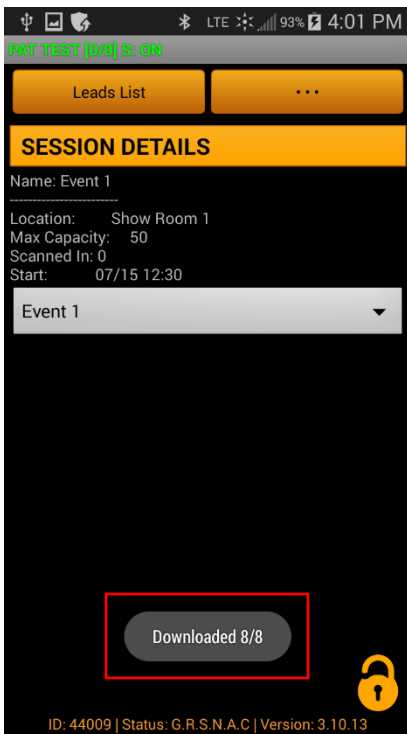 LTE 93% 4:01 PM
PAT TEST [0/0] S: ON
Leads List ...
SESSION DETAILS
Name: Event 1
------------------------
Location: Show Room 1
Max Capacity: 50
Scanned In: 0
Start: 07/15 12:30
Event 1
Downloaded 8/8
ID: 44009 | Status: G.R.S.N.A.C | Version: 3.10.13